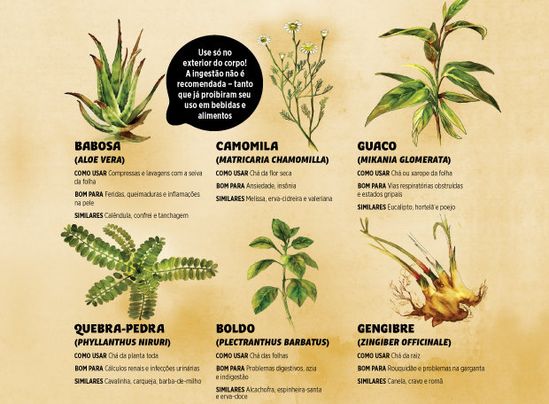 Use só no
exterior do corpo!
A ingestão não é
recomendada – tanto
que já proibiram seu
uso em bebidas e
alimentos
BABOSA
(ALOE VERA)
COMO USAR Compressas e lavagens com a seiva
da folha
BOM PARA Feridas, queimaduras e inflamações
na pele
SIMILARES Calêndula, confrei e tanchagem
CAMOMILA
(MATRICARIA CHAMOMILLA)
COMO USAR Chá da flor seca
BOM PARA Ansiedade, insônia
SIMILARES Melissa, erva-cidreira e valeriana
GUACO
(MIKANIA GLOMERATA)
COMO USAR Chá ou xarope da folha
BOM PARA Vias respiratórias obstruídas
e estados gripais
SIMILARES Eucalipto, hortelã e poejo
QUEBRA-PEDRA
(PHYLLANTHUS NIRURI)
COMO USAR Chá da planta toda
BOM PARA Cálculos renais e infecções urinárias
SIMILARES Cavalinha, carqueja, barba-de-milho
BOLDO
(PLECTRANTHUS BARBATUS)
COMO USAR Chá das folhas
BOM PARA Problemas digestivos, azia
e indigestão
SIMILARES Alcachofra, espinheira-santa
e erva-doce
GENGIBRE
(ZINGIBER OFFICINALE)
COMO USAR Chá da raiz
BOM PARA Rouquidão e problemas na garganta
SIMILARES Canela, cravo e romã